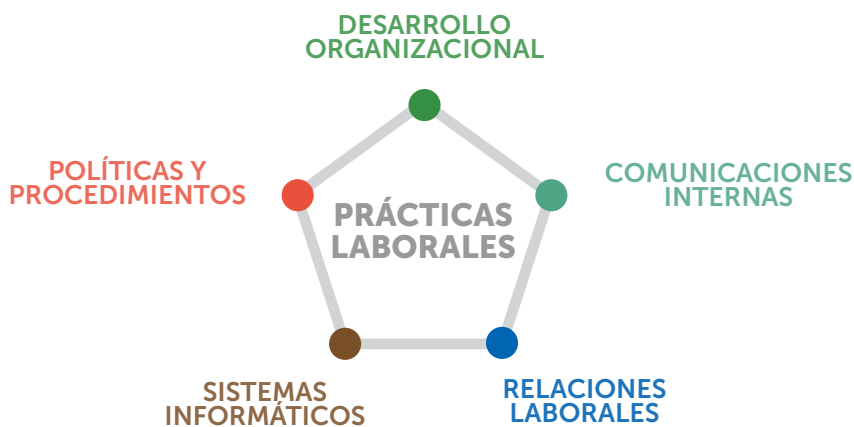 DESARROLLO
ORGANIZACIONAL
POLÍTICAS Y
PROCEDIMIENTOS
COMUNICACIONES
INTERNAS
PRÁCTICAS
LABORALES
SISTEMAS
INFORMÁTICOS
RELACIONES
LABORALES